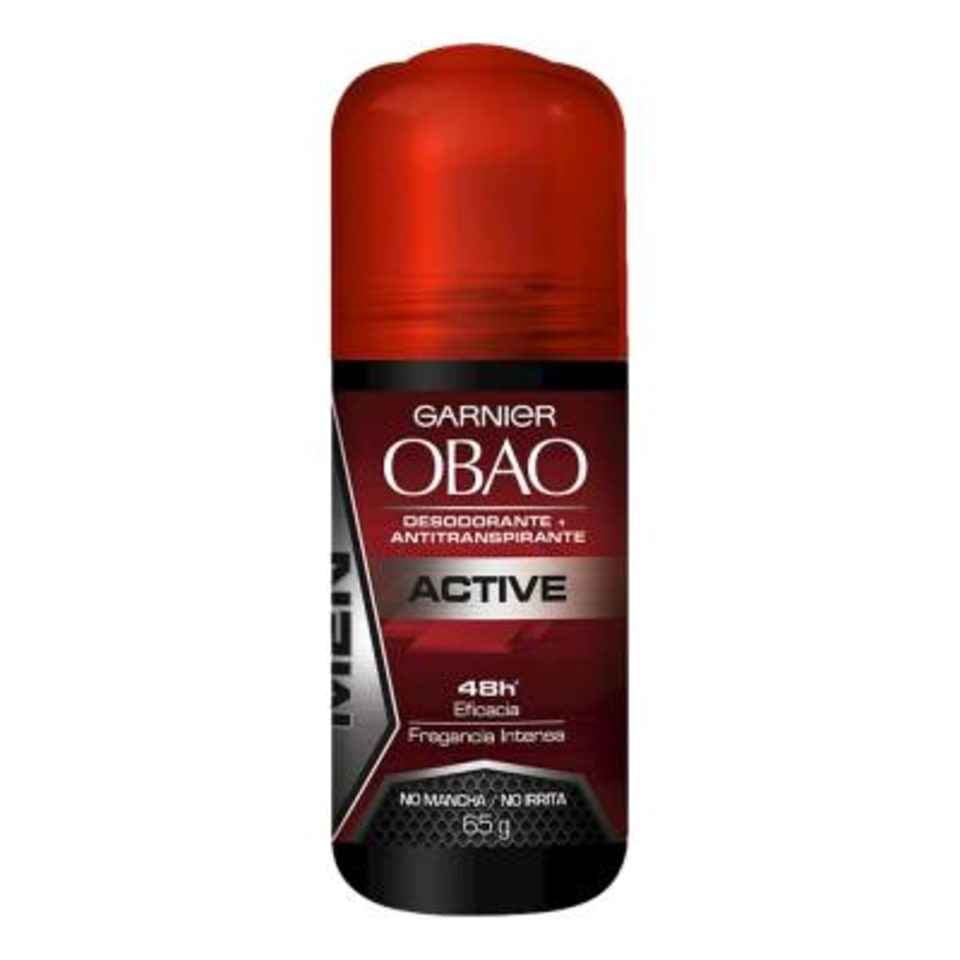 GARNIER
OBAO
DESODORANTE +
ANTITRANSPIRANTE
ACTIVE
MEN
48h*
Eficacia
Fragancia Intensa
NO MANCHA / NO IRRITA
65 g